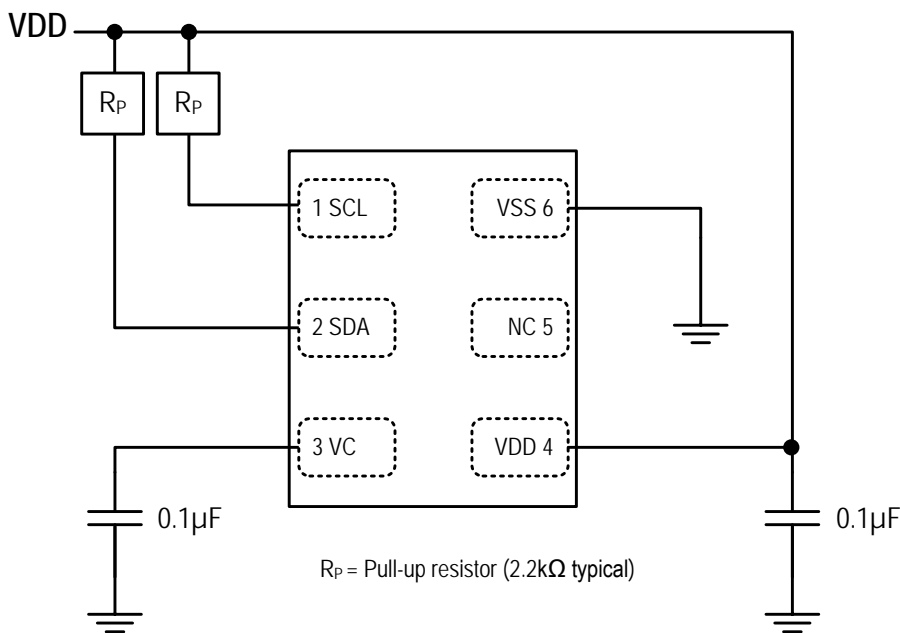 VDD
RP RP
1 SCL VSS 6
2 SDA NC 5
3 VC VDD 4
0.1µF 0.1µF
RP = Pull-up resistor (2.2kΩ typical)